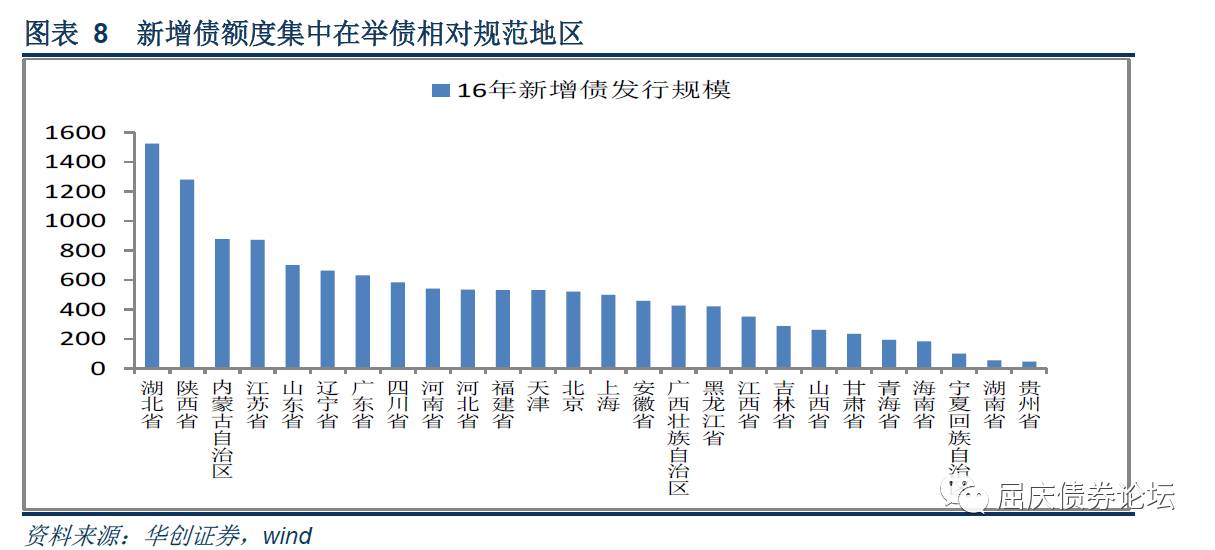 图表 8 新增债额度集中在举债相对规范地区
16年新增债发行规模
1600
1400
1200
1000
800
600
400
200
0
湖北省
陕西省
内蒙古自治区
江苏省
山东省
辽宁省
广东省
四川省
河南省
河北省
福建省
天津
北京
上海
安徽省
广西壮族自治区
黑龙江省
江西省
吉林省
山西省
甘肃省
青海省
海南省
宁夏回族自治
湖南省
贵州省
屈庆债券论坛
资料来源：华创证券，wind